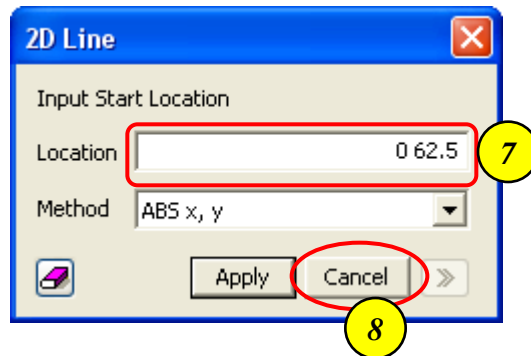 2D Line
Input Start Location
Location 0 62.5 7
Method ABS x, y
Apply Cancel
8